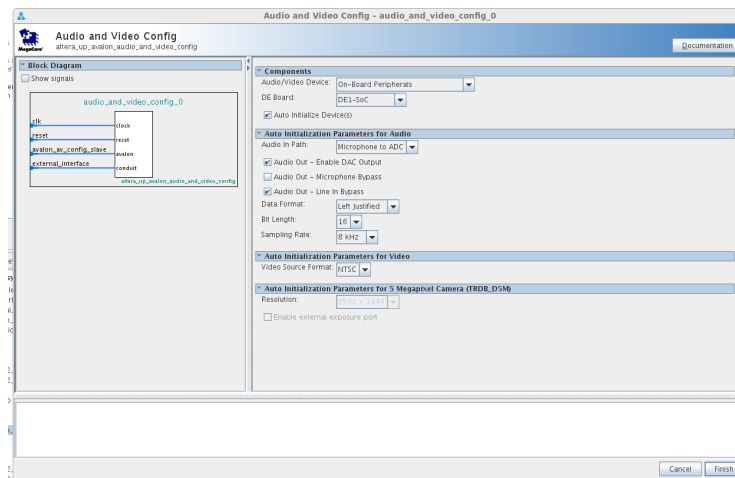 Audio and Video Config - audio_and_video_config_0
Audio and Video Config
altera_up_avalon_audio_and_video_config
MegaCore
Documentation
Block Diagram
Show signals
audio_and_video_config_0
clk
clock
reset
reset
avalon_av_config_slave
avalon
external_interface
conduit
altera_up_avalon_audio_and_video_config
Components
Audio/Video Device: On-Board Peripherals
DE Board: DE1-SoC
Auto Initialize Device(s)
Auto Initialization Parameters for Audio
Audio In Path: Microphone to ADC
Audio Out - Enable DAC Output
Audio Out - Microphone Bypass
Audio Out - Line In Bypass
Data Format: Left Justified
Bit Length: 16
Sampling Rate: 8 kHz
Auto Initialization Parameters for Video
Video Source Format: NTSC
Auto Initialization Parameters for 5 Megapixel Camera (TRDB_D5M)
Resolution: 2592 x 1944
Enable external exposure port
Cancel
Finish